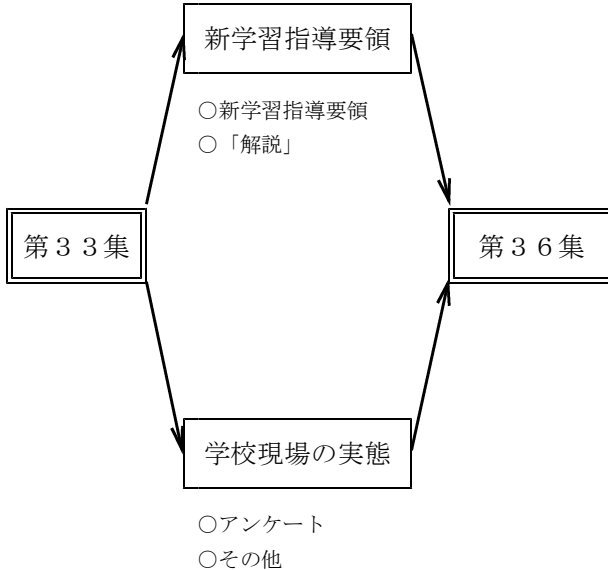 新学習指導要領
○新学習指導要領
○「解説」
第３３集
第３６集
学校現場の実態
○アンケート
○その他